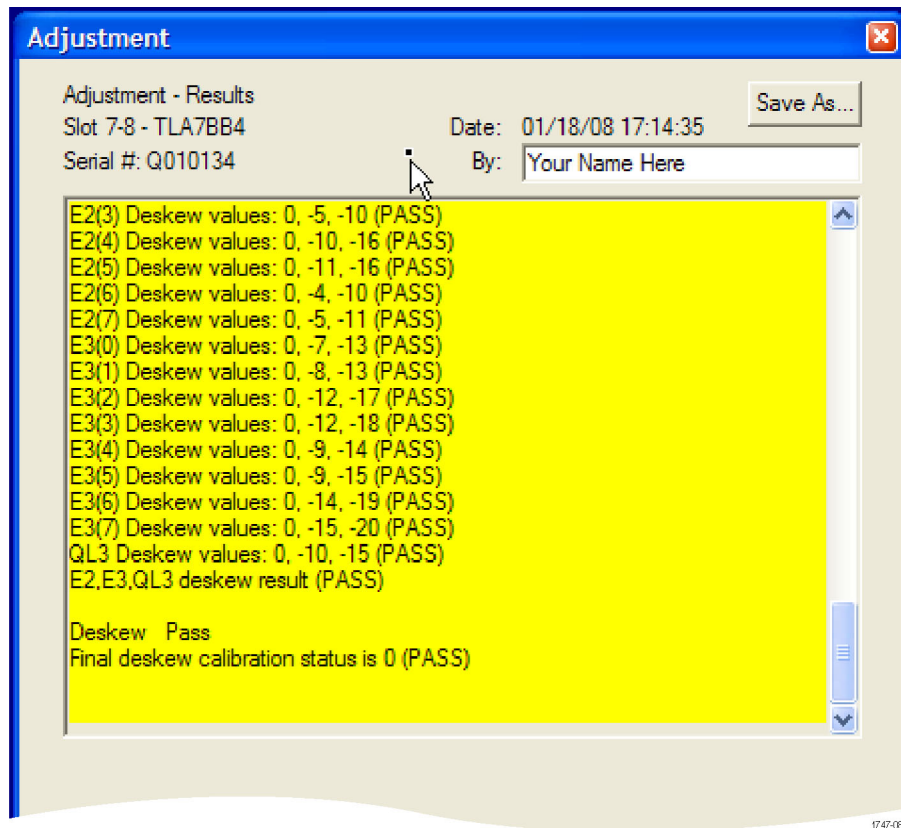 Adjustment
Adjustment - Results
Save As...
Slot 7-8 - TLA7BB4 Date: 01/18/08 17:14:35
Serial #: Q010134 By: Your Name Here
E2(3) Deskew values: 0, -5, -10 (PASS)
E2(4) Deskew values: 0, -10, -16 (PASS)
E2(5) Deskew values: 0, -11, -16 (PASS)
E2(6) Deskew values: 0, -4, -10 (PASS)
E2(7) Deskew values: 0, -5, -11 (PASS)
E3(0) Deskew values: 0, -7, -13 (PASS)
E3(1) Deskew values: 0, -8, -13 (PASS)
E3(2) Deskew values: 0, -12, -17 (PASS)
E3(3) Deskew values: 0, -12, -18 (PASS)
E3(4) Deskew values: 0, -9, -14 (PASS)
E3(5) Deskew values: 0, -9, -15 (PASS)
E3(6) Deskew values: 0, -14, -19 (PASS)
E3(7) Deskew values: 0, -15, -20 (PASS)
QL3 Deskew values: 0, -10, -15 (PASS)
E2,E3,QL3 deskew result (PASS)
Deskew Pass
Final deskew calibration status is 0 (PASS)